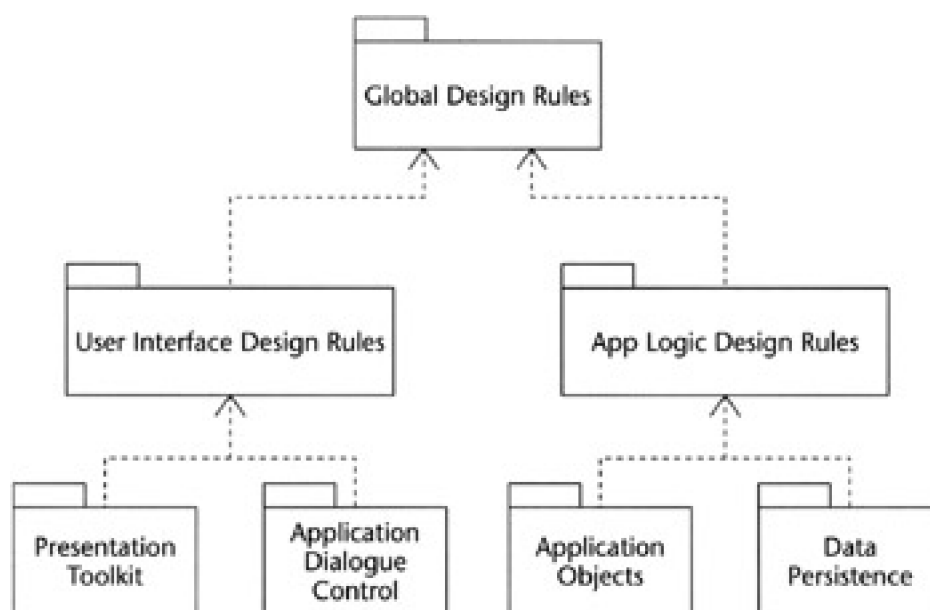 Global Design Rules
User Interface Design Rules
App Logic Design Rules
Presentation
Toolkit
Application
Dialogue
Control
Application
Objects
Data
Persistence